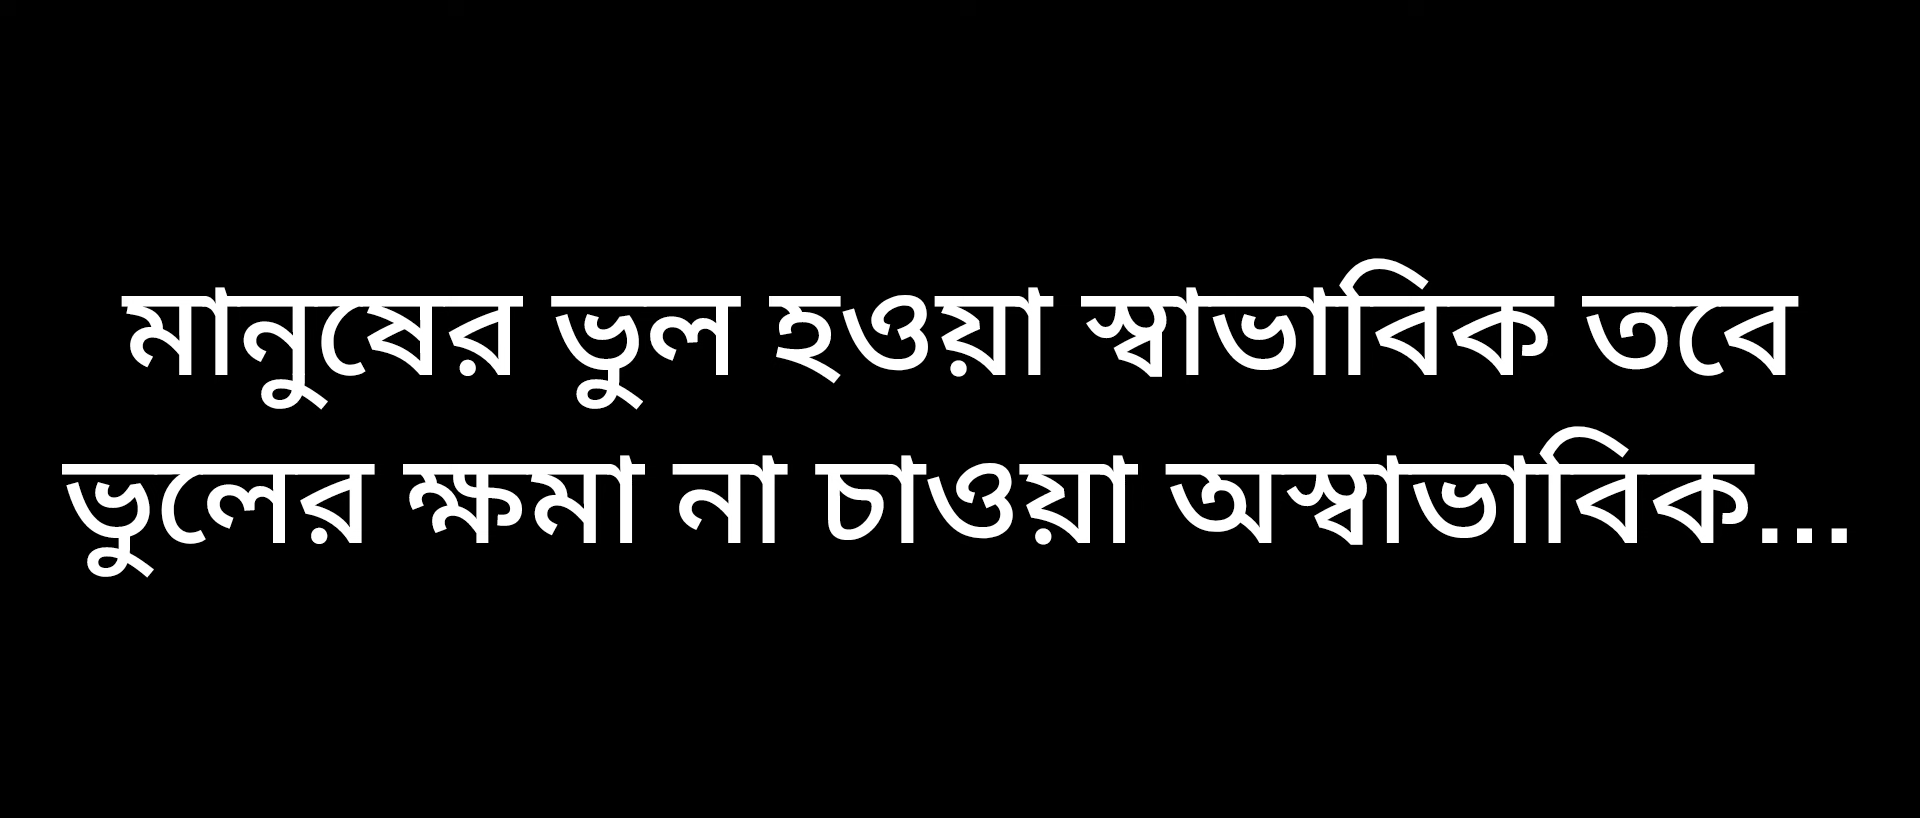 মানুষের ভুল হওয়া স্বাভাবিক তবে
ভুলের ক্ষমা না চাওয়া অস্বাভাবিক...